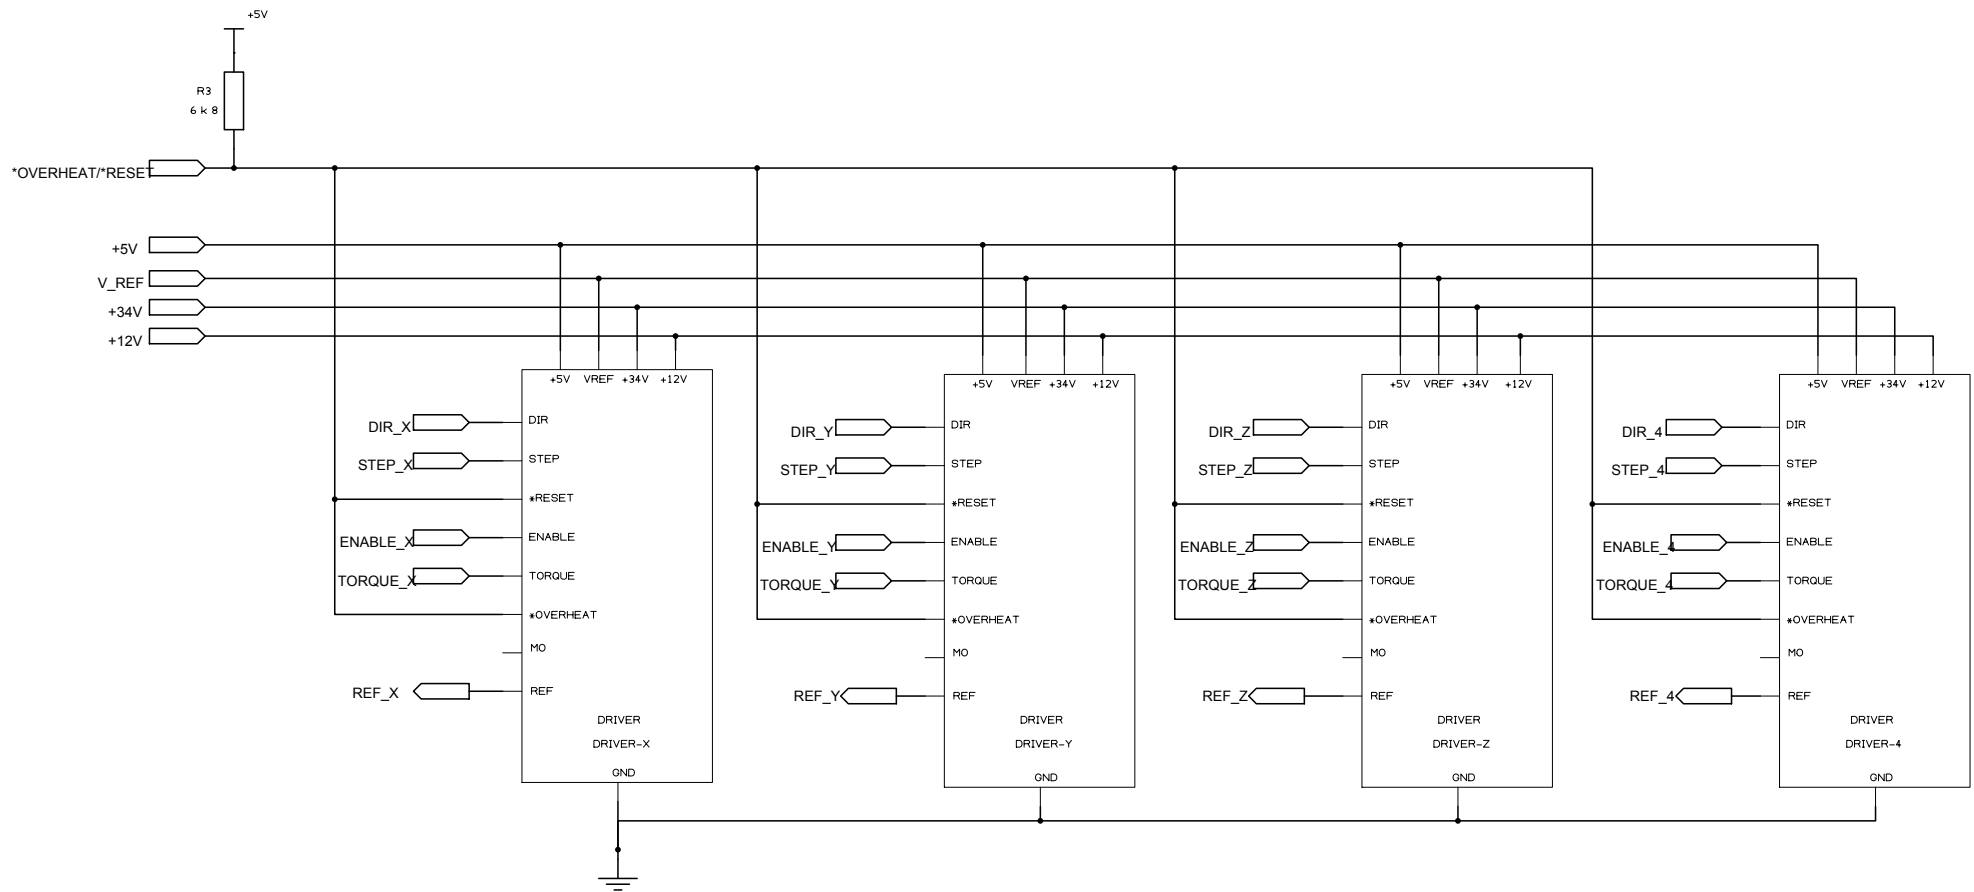 +5V
R3
6 k 8
*OVERHEAT/*RESET
+5V
V_REF
+34V
+12V
+5V VREF +34V +12V
DIR_X DIR
STEP_X STEP
*RESET
ENABLE_X ENABLE
TORQUE_X TORQUE
*OVERHEAT
MO
REF_X REF
DRIVER
DRIVER-X
GND
+5V VREF +34V +12V
DIR_Y DIR
STEP_Y STEP
*RESET
ENABLE_Y ENABLE
TORQUE_Y TORQUE
*OVERHEAT
MO
REF_Y REF
DRIVER
DRIVER-Y
GND
+5V VREF +34V +12V
DIR_Z DIR
STEP_Z STEP
*RESET
ENABLE_Z ENABLE
TORQUE_Z TORQUE
*OVERHEAT
MO
REF_Z REF
DRIVER
DRIVER-Z
GND
+5V VREF +34V +12V
DIR_4 DIR
STEP_4 STEP
*RESET
ENABLE_4 ENABLE
TORQUE_4 TORQUE
*OVERHEAT
MO
REF_4 REF
DRIVER
DRIVER-4
GND